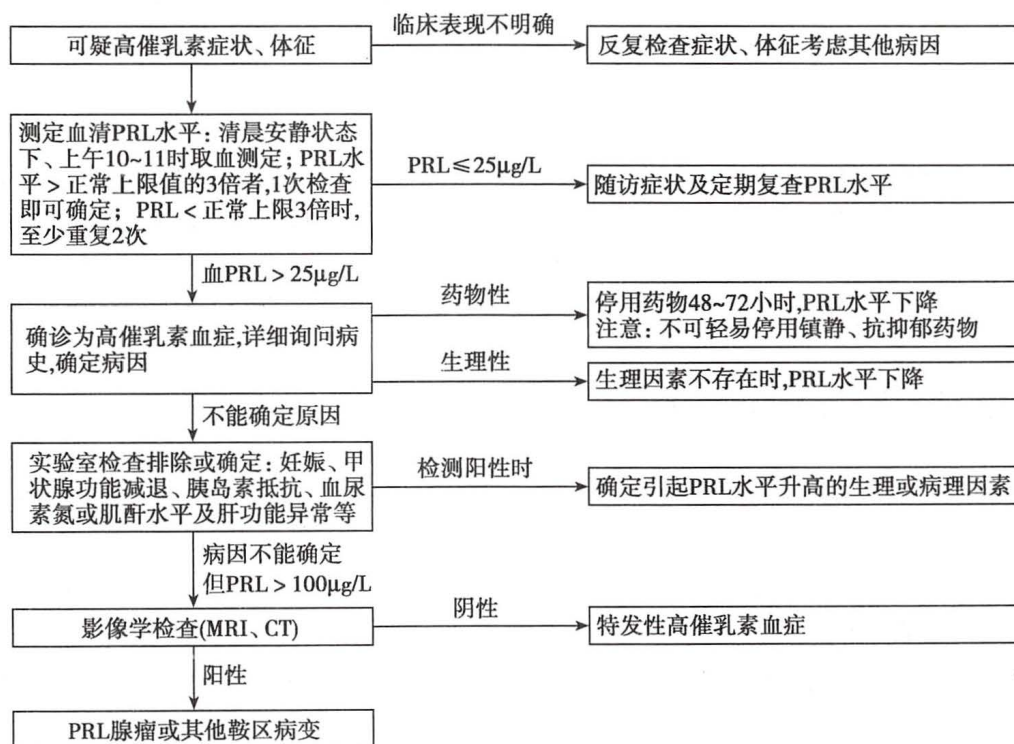 可疑高催乳素症状、体征
临床表现不明确
反复检查症状、体征考虑其他病因
测定血清PRL水平：清晨安静状态
下、上午10~11时取血测定；PRL水
平＞正常上限值的3倍者,1次检查
即可确定；PRL＜正常上限3倍时,
至少重复2次
PRL≤25μg/L
随访症状及定期复查PRL水平
血PRL＞25μg/L
确诊为高催乳素血症,详细询问病
史,确定病因
药物性
停用药物48~72小时,PRL水平下降
注意：不可轻易停用镇静、抗抑郁药物
生理性
生理因素不存在时,PRL水平下降
不能确定原因
实验室检查排除或确定：妊娠、甲
状腺功能减退、胰岛素抵抗、血尿
素氮或肌酐水平及肝功能异常等
检测阳性时
确定引起PRL水平升高的生理或病理因素
病因不能确定
但PRL＞100μg/L
影像学检查(MRI、CT)
阴性
特发性高催乳素血症
阳性
PRL腺瘤或其他鞍区病变